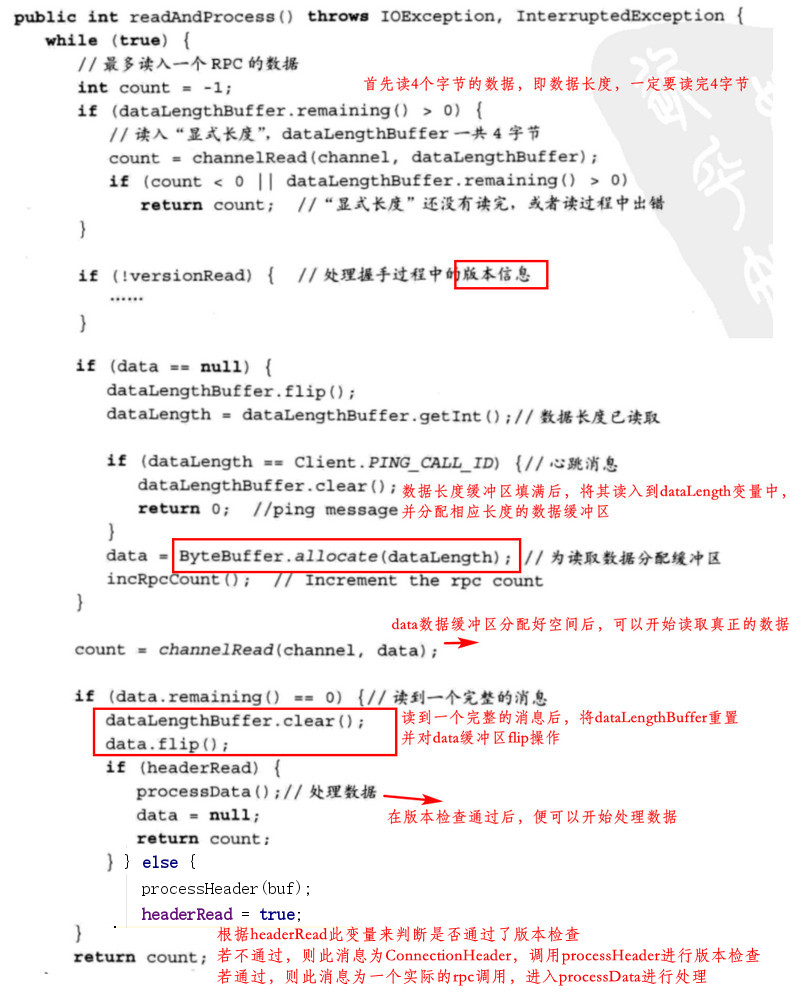 public int readAndProcess() throws IOException, InterruptedException {
while (true) {
// 最多读入一个 RPC 的数据
首先读4个字节的数据，即数据长度，一定要读完4字节
int count = -1;
if (dataLengthBuffer.remaining() > 0) {
// 读入“显式长度”，dataLengthBuffer 一共 4 字节
count = channelRead(channel, dataLengthBuffer);
if (count < 0 || dataLengthBuffer.remaining() > 0)
return count; //“显式长度”还没有读完，或者读过程中出错
}
if (!versionRead) { // 处理握手过程中的版本信息
……
}
if (data == null) {
dataLengthBuffer.flip();
dataLength = dataLengthBuffer.getInt();// 数据长度已读取
if (dataLength == Client.PING_CALL_ID) {// 心跳消息
dataLengthBuffer.clear(); 数据长度缓冲区填满后，将其读入到dataLength变量中，
return 0; //ping message 并分配相应长度的数据缓冲区
}
data = ByteBuffer.allocate(dataLength); // 为读取数据分配缓冲区
incRpcCount(); // Increment the rpc count
}
data数据缓冲区分配好空间后，可以开始读取真正的数据
count = channelRead(channel, data);
if (data.remaining() == 0) {// 读到一个完整的消息
dataLengthBuffer.clear(); 读到一个完整的消息后，将dataLengthBuffer重置
data.flip(); 并对data缓冲区flip操作
if (headerRead) {
processData();// 处理数据
data = null; 在版本检查通过后，便可以开始处理数据
return count;
} } else {
processHeader(buf);
headerRead = true;
} 根据headerRead此变量来判断是否通过了版本检查
return count; 若不通过，则此消息为ConnectionHeader，调用processHeader进行版本检查
若通过，则此消息为一个实际的rpc调用，进入processData进行处理